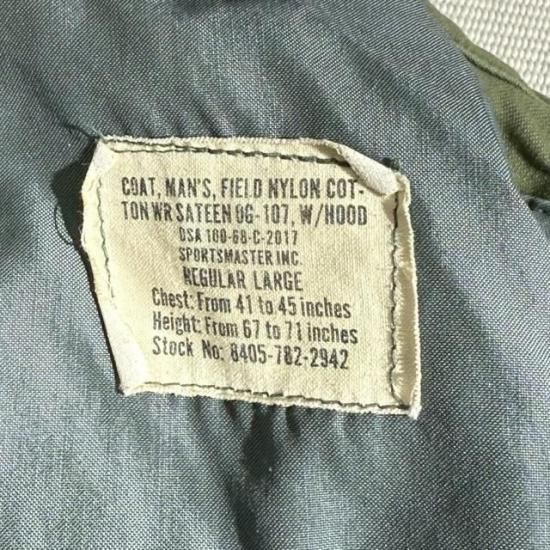 COAT, MAN'S, FIELD NYLON COT-
TON WR SATEEN OG-107, W/HOOD
DSA 100-68-C-2017
SPORTSMASTER INC.
REGULAR LARGE
Chest: From 41 to 45 inches
Height: From 67 to 71 inches
Stock No: 8405-782-2942